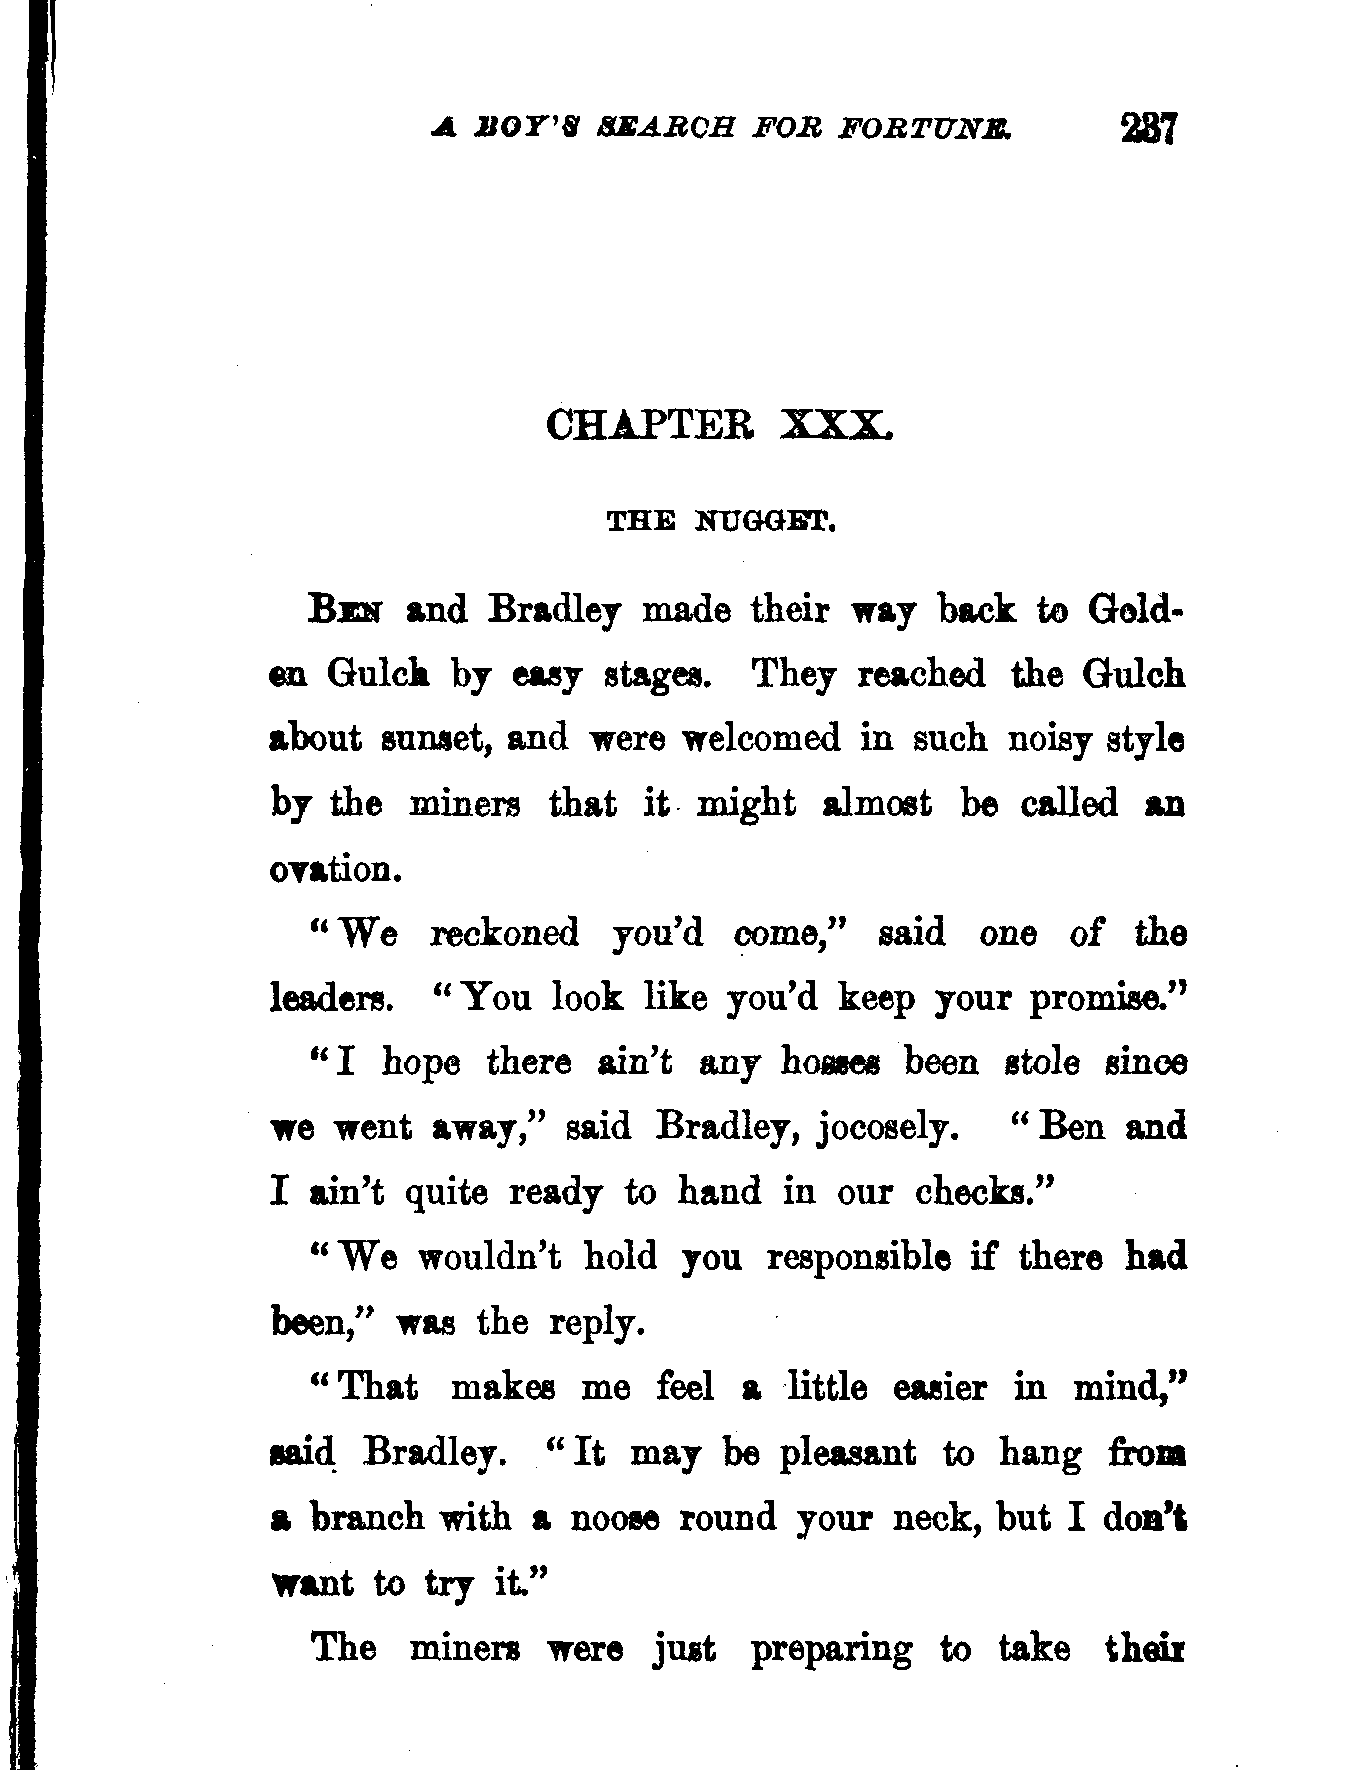 A BOY'S SEARCH FOR FORTUNE. 237
CHAPTER XXX.
THE NUGGET.
BEN and Bradley made their way back to Gold-
en Gulch by easy stages. They reached the Gulch
about sunset, and were welcomed in such noisy style
by the miners that it might almost be called an
ovation.
"We reckoned you'd come," said one of the
leaders. "You look like you'd keep your promise."
"I hope there ain't any hosses been stole since
we went away," said Bradley, jocosely. "Ben and
I ain't quite ready to hand in our checks."
"We wouldn't hold you responsible if there had
been," was the reply.
"That makes me feel a little easier in mind,"
said Bradley. "It may be pleasant to hang from
a branch with a noose round your neck, but I don't
want to try it."
The miners were just preparing to take their